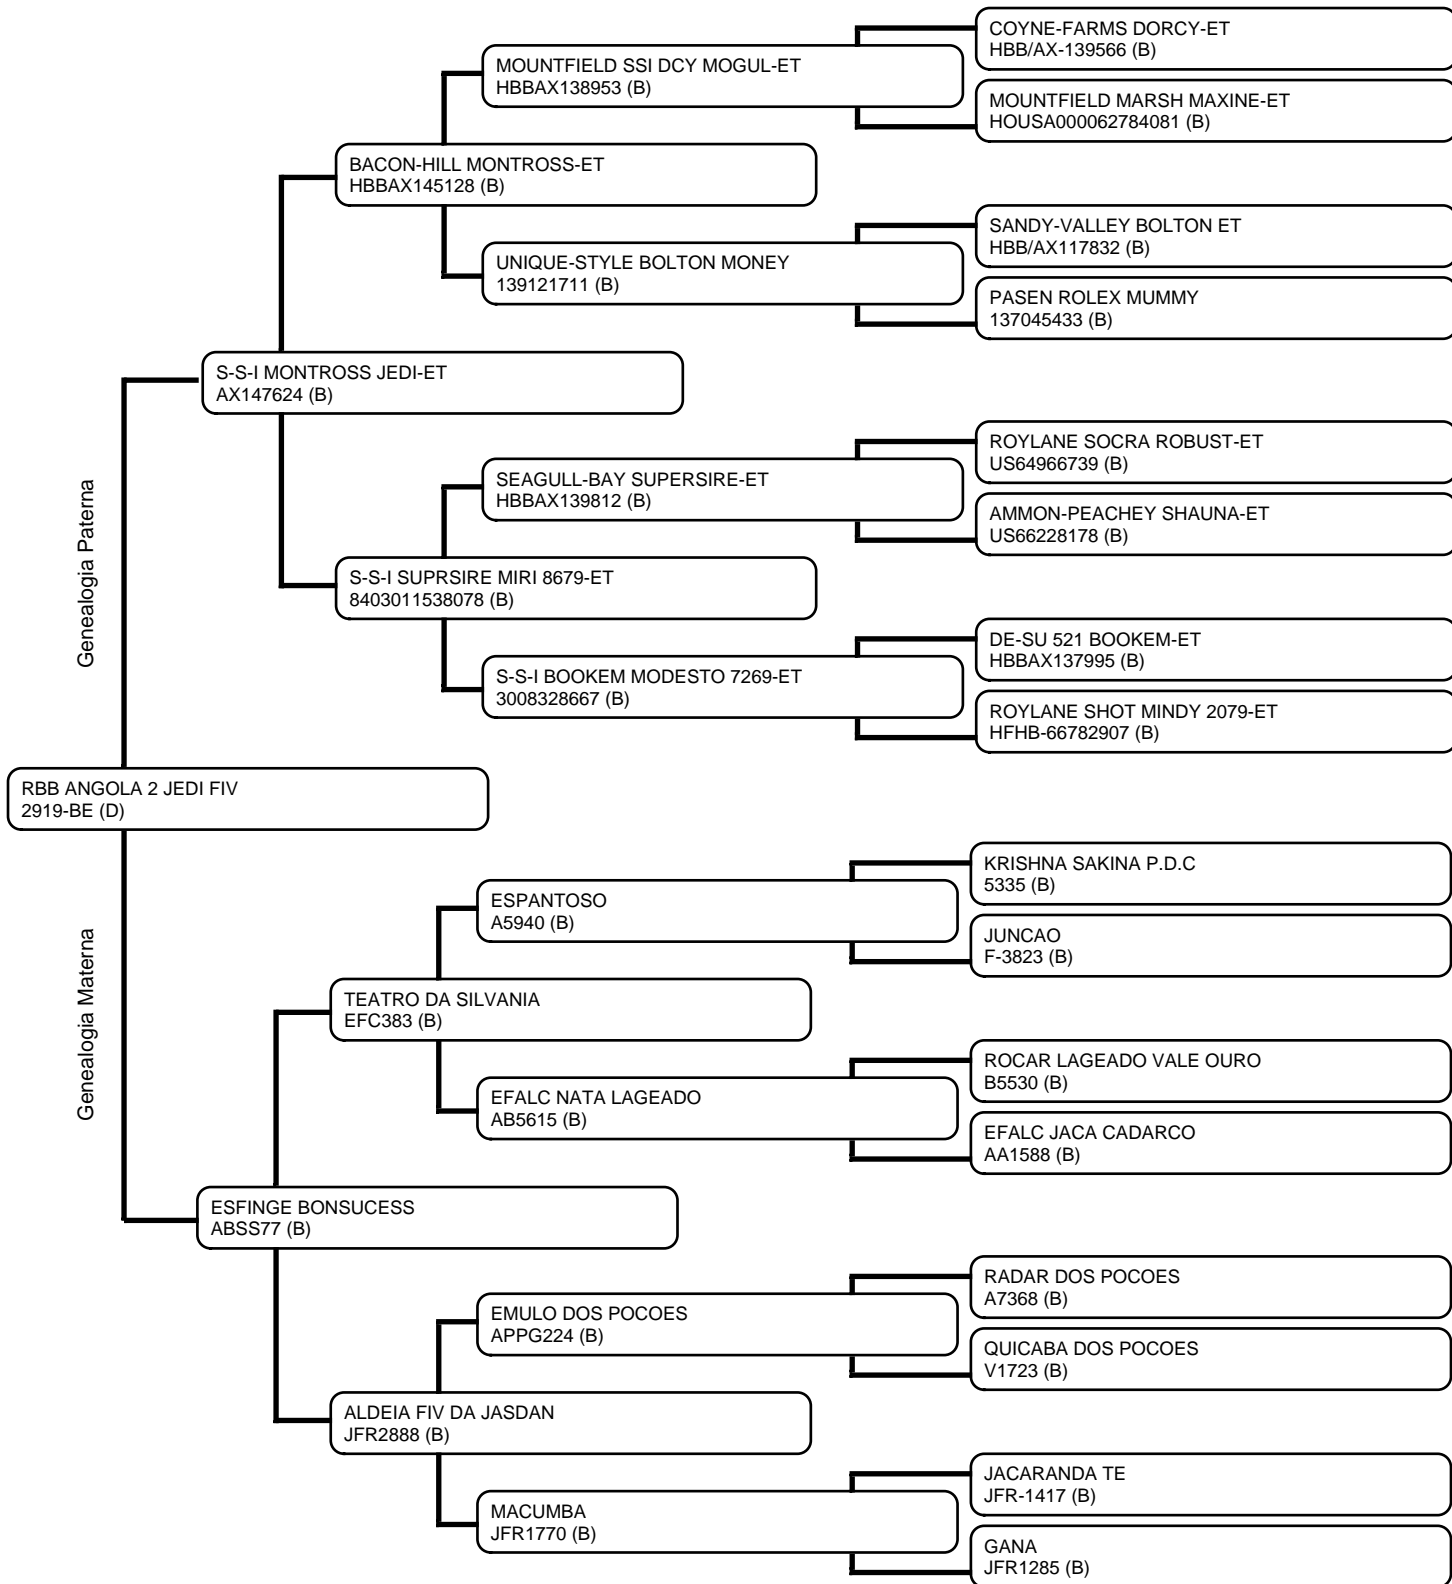 COYNE-FARMS DORCY-ET
HBB/AX-139566 (B)
MOUNTFIELD SSI DCY MOGUL-ET
HBBAX138953 (B)
MOUNTFIELD MARSH MAXINE-ET
HOUSA000062784081 (B)
BACON-HILL MONTROSS-ET
HBBAX145128 (B)
SANDY-VALLEY BOLTON ET
HBB/AX117832 (B)
UNIQUE-STYLE BOLTON MONEY
139121711 (B)
PASEN ROLEX MUMMY
137045433 (B)
S-S-I MONTROSS JEDI-ET
AX147624 (B)
ROYLANE SOCRA ROBUST-ET
US64966739 (B)
SEAGULL-BAY SUPERSIRE-ET
HBBAX139812 (B)
AMMON-PEACHEY SHAUNA-ET
US66228178 (B)
S-S-I SUPRSIRE MIRI 8679-ET
8403011538078 (B)
DE-SU 521 BOOKEM-ET
HBBAX137995 (B)
S-S-I BOOKEM MODESTO 7269-ET
3008328667 (B)
ROYLANE SHOT MINDY 2079-ET
HFHB-66782907 (B)
Genealogia Paterna
RBB ANGOLA 2 JEDI FIV
2919-BE (D)
Genealogia Materna
KRISHNA SAKINA P.D.C
5335 (B)
ESPANTOSO
A5940 (B)
JUNCAO
F-3823 (B)
TEATRO DA SILVANIA
EFC383 (B)
ROCAR LAGEADO VALE OURO
B5530 (B)
EFALC NATA LAGEADO
AB5615 (B)
EFALC JACA CADARCO
AA1588 (B)
ESFINGE BONSUCESS
ABSS77 (B)
RADAR DOS POCOES
A7368 (B)
EMULO DOS POCOES
APPG224 (B)
QUICABA DOS POCOES
V1723 (B)
ALDEIA FIV DA JASDAN
JFR2888 (B)
JACARANDA TE
JFR-1417 (B)
MACUMBA
JFR1770 (B)
GANA
JFR1285 (B)